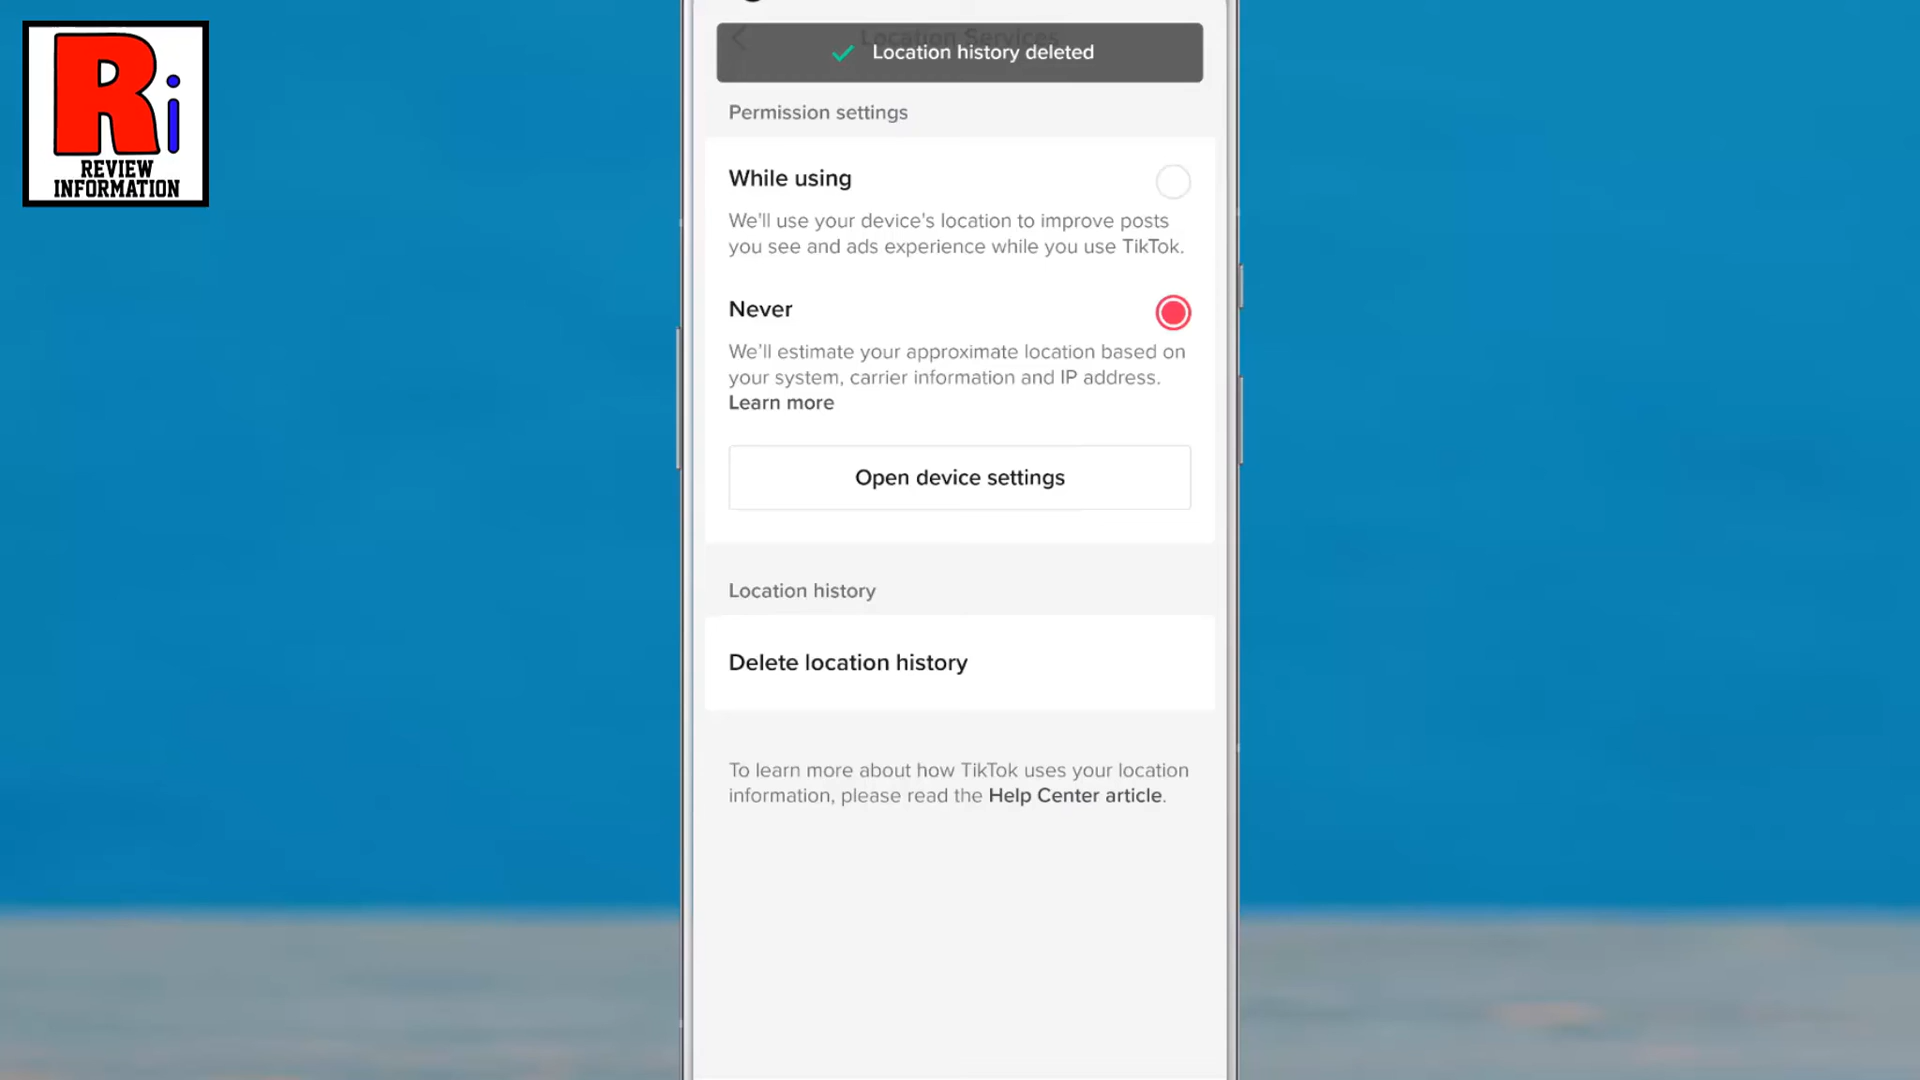 Ri
REVIEW
INFORMATION
Location Services
Location history deleted
Permission settings
While using
We'll use your device's location to improve posts
you see and ads experience while you use TikTok.
Never
We'll estimate your approximate location based on
your system, carrier information and IP address.
Learn more
Open device settings
Location history
Delete location history
To learn more about how TikTok uses your location
information, please read the Help Center article.